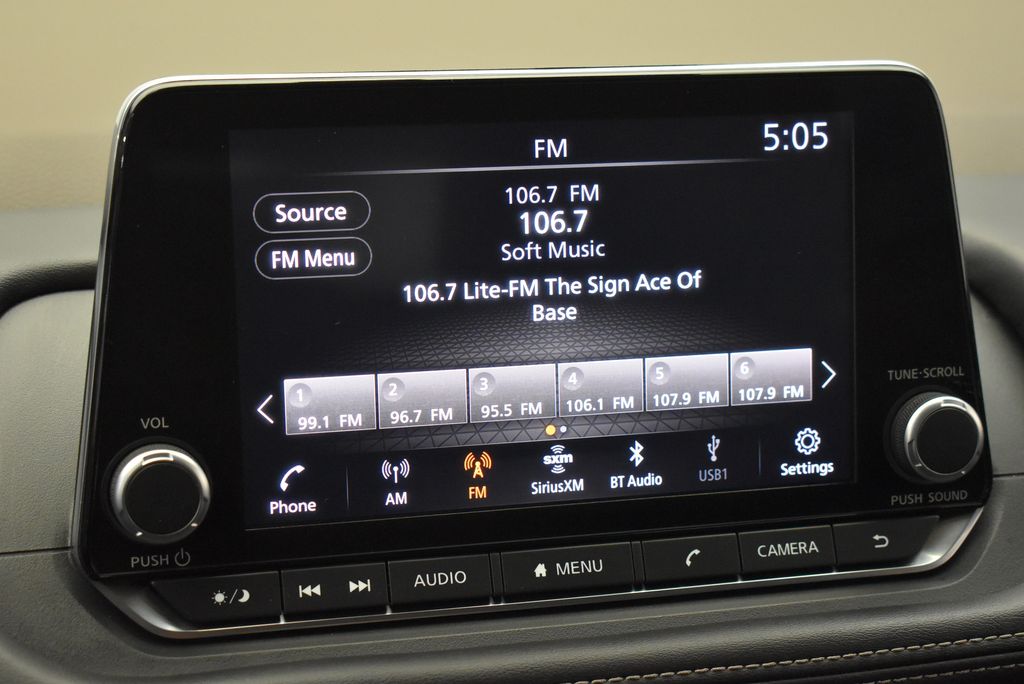 FM
5:05
Source
FM Menu
106.7 FM
106.7
Soft Music
106.7 Lite-FM The Sign Ace Of
Base
1
99.1 FM
2
96.7 FM
3
95.5 FM
4
106.1 FM
5
107.9 FM
6
107.9 FM
Phone
AM
FM
sxm
SiriusXM
BT Audio
USB1
Settings
VOL
PUSH
TUNE·SCROLL
PUSH SOUND
AUDIO
MENU
CAMERA